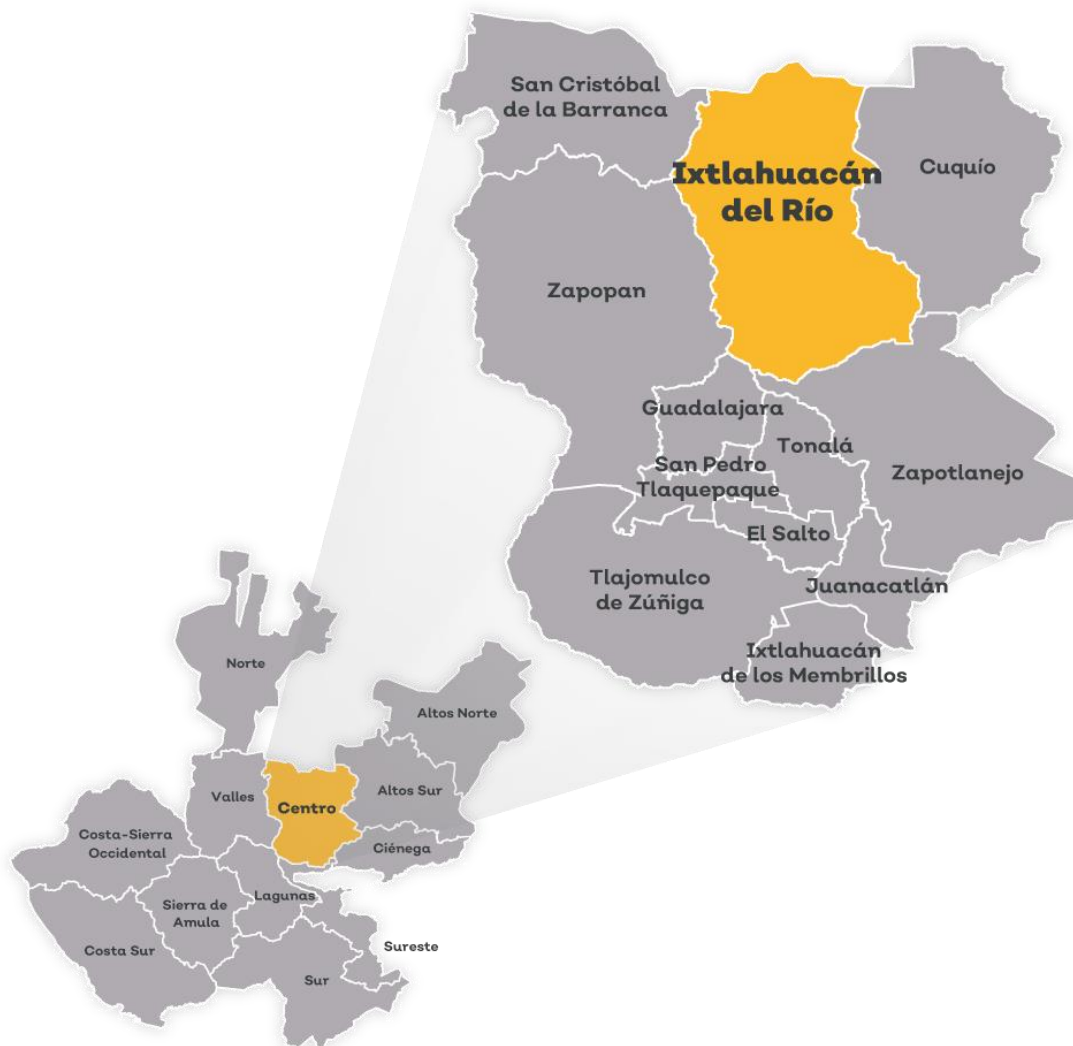 San Cristóbal
de la Barranca
Ixtlahuacán
del Río
Cuquío
Zapopan
Guadalajara
Tonalá
San Pedro
Tlaquepaque
Zapotlanejo
El Salto
Tlajomulco
de Zúñiga
Juanacatlán
Ixtlahuacán
de los Membrillos
Norte
Altos Norte
Valles
Centro
Altos Sur
Costa-Sierra
Occidental
Ciénega
Lagunas
Sierra de
Amula
Costa Sur
Sureste
Sur